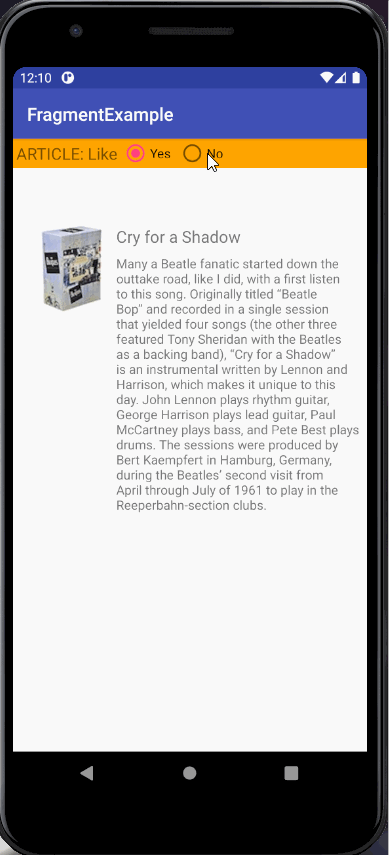 12:10
FragmentExample
ARTICLE: Like Yes No
Cry for a Shadow
Many a Beatle fanatic started down the
outtake road, like I did, with a first listen
to this song. Originally titled “Beatle
Bop” and recorded in a single session
that yielded four songs (the other three
featured Tony Sheridan with the Beatles
as a backing band), “Cry for a Shadow”
is an instrumental written by Lennon and
Harrison, which makes it unique to this
day. John Lennon plays rhythm guitar,
George Harrison plays lead guitar, Paul
McCartney plays bass, and Pete Best plays
drums. The sessions were produced by
Bert Kaempfert in Hamburg, Germany,
during the Beatles’ second visit from
April through July of 1961 to play in the
Reeperbahn-section clubs.